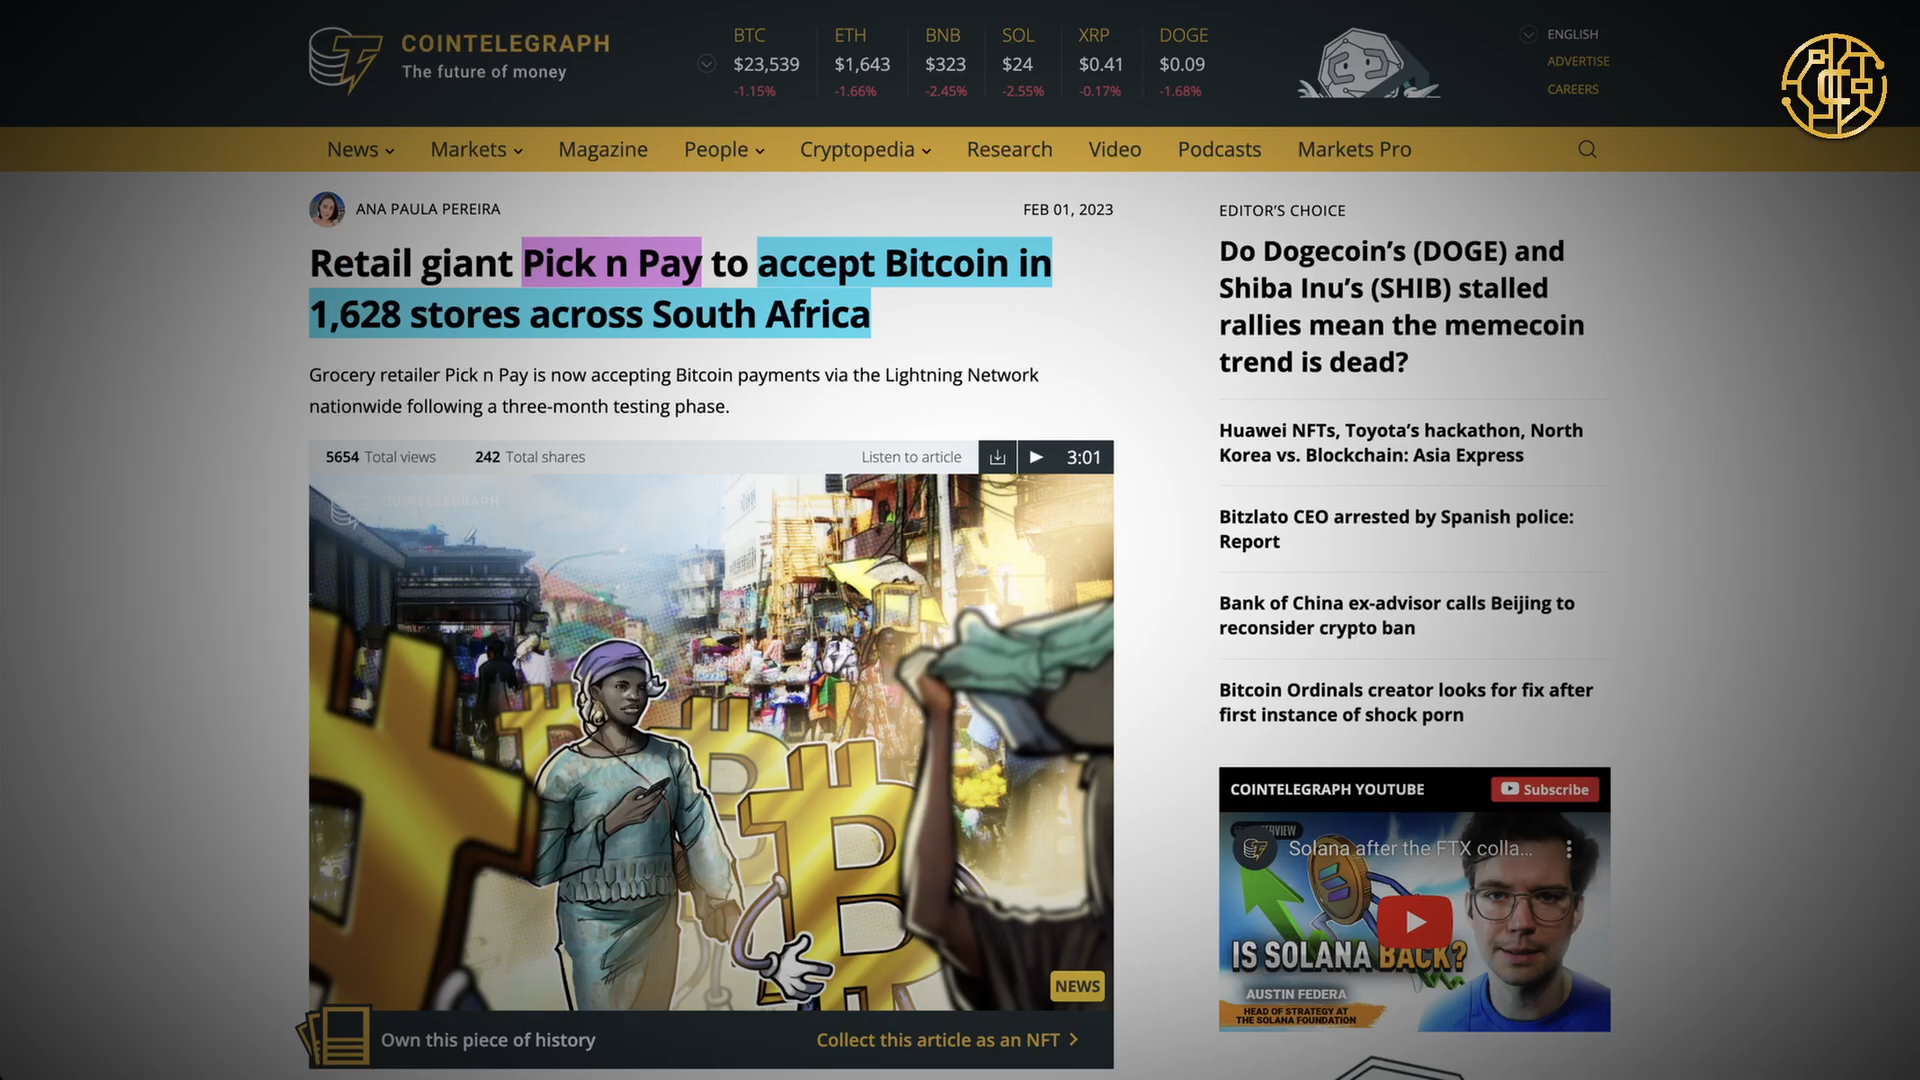 COINTELEGRAPH
The future of money
BTC ETH BNB SOL XRP DOGE
$23,539 $1,643 $323 $24 $0.41 $0.09
-1.15% -1.66% -2.45% -2.55% -0.17% -1.68%
ENGLISH
ADVERTISE
CAREERS
News Markets Magazine People Cryptopedia Research Video Podcasts Markets Pro
ANA PAULA PEREIRA
FEB 01, 2023
Retail giant Pick n Pay to accept Bitcoin in
1,628 stores across South Africa
Grocery retailer Pick n Pay is now accepting Bitcoin payments via the Lightning Network
nationwide following a three-month testing phase.
5654 Total views 242 Total shares Listen to article 3:01
COINTELEGRAPH
NEWS
Own this piece of history
Collect this article as an NFT
EDITOR’S CHOICE
Do Dogecoin’s (DOGE) and
Shiba Inu’s (SHIB) stalled
rallies mean the memecoin
trend is dead?
Huawei NFTs, Toyota’s hackathon, North
Korea vs. Blockchain: Asia Express
Bitzlato CEO arrested by Spanish police:
Report
Bank of China ex-advisor calls Beijing to
reconsider crypto ban
Bitcoin Ordinals creator looks for fix after
first instance of shock porn
COINTELEGRAPH YOUTUBE
Subscribe
Solana after the FTX colla...
IS SOLANA BACK?
AUSTIN FEDERA
HEAD OF STRATEGY AT
THE SOLANA FOUNDATION